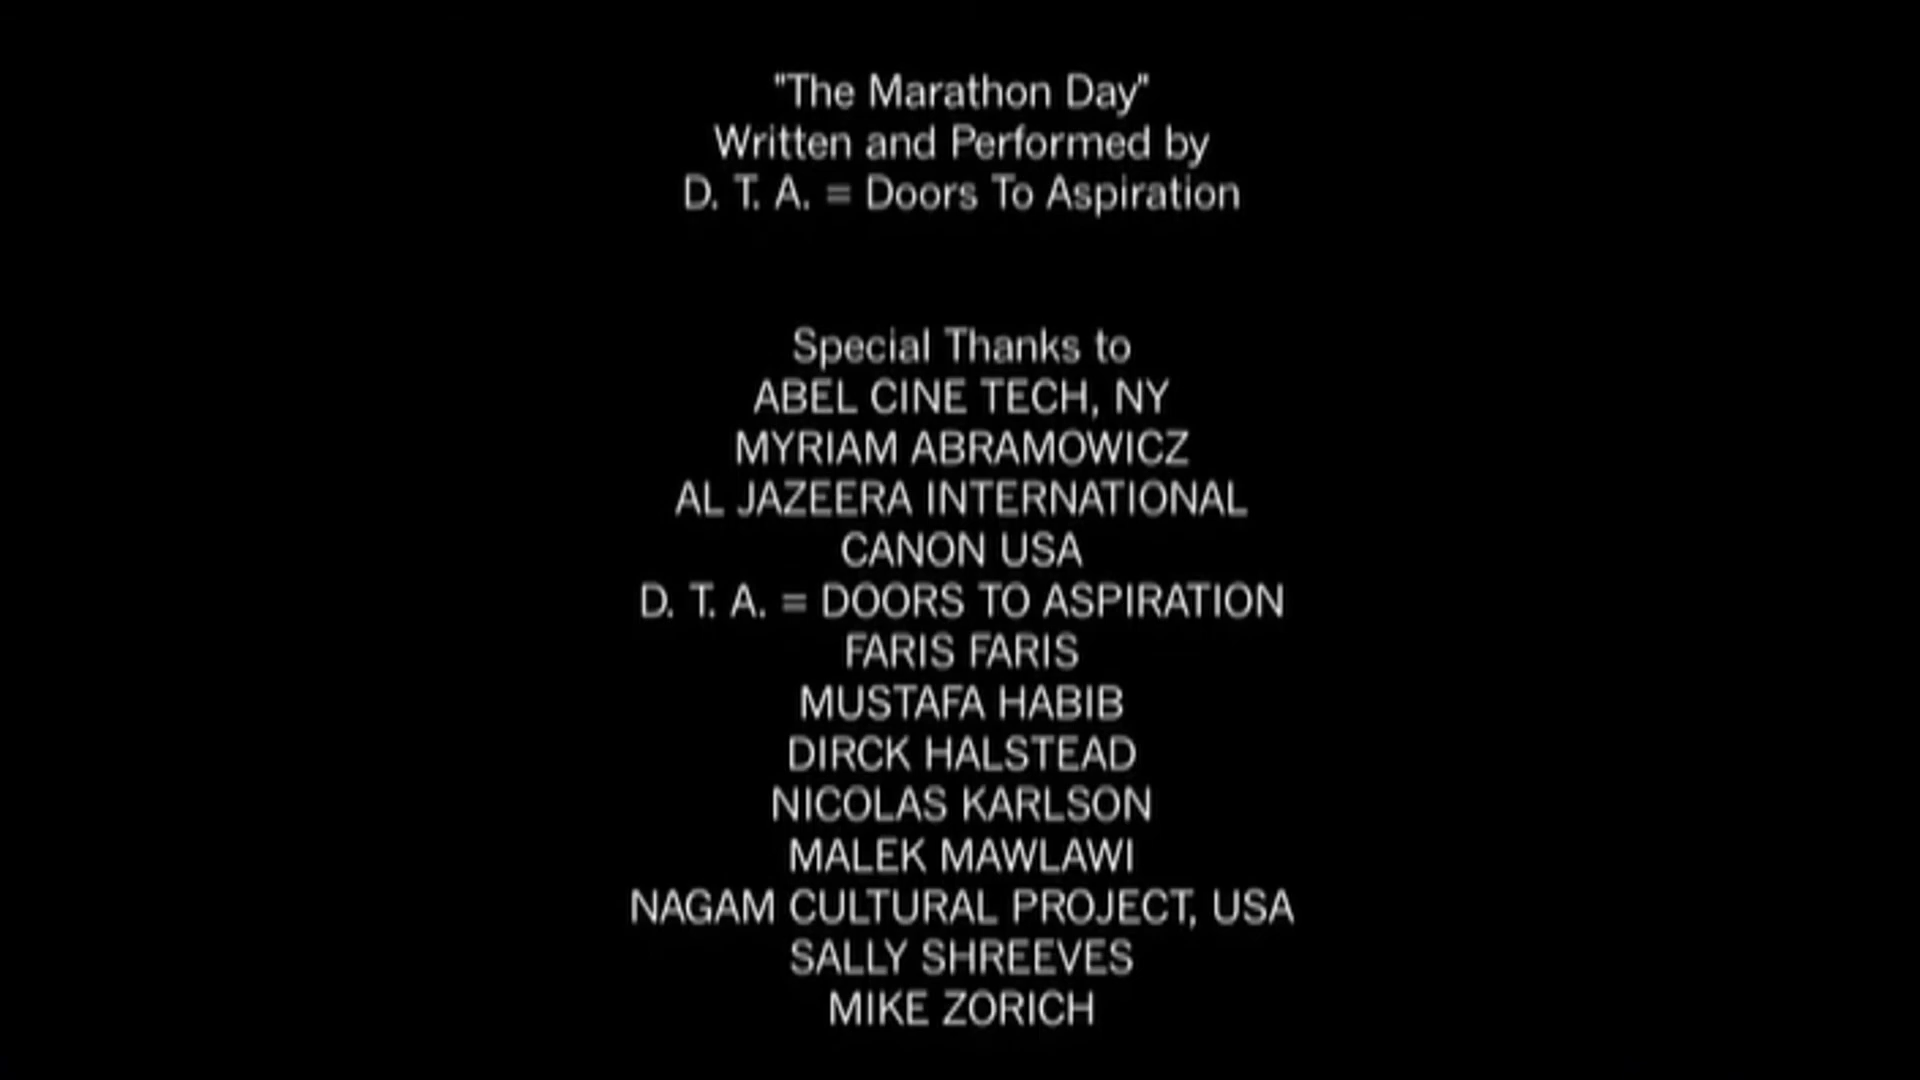 "The Marathon Day"
Written and Performed by
D. T. A. = Doors To Aspiration
Special Thanks to
ABEL CINE TECH, NY
MYRIAM ABRAMOWICZ
AL JAZEERA INTERNATIONAL
CANON USA
D. T. A. = DOORS TO ASPIRATION
FARIS FARIS
MUSTAFA HABIB
DIRCK HALSTEAD
NICOLAS KARLSON
MALEK MAWLAWI
NAGAM CULTURAL PROJECT, USA
SALLY SHREEVES
MIKE ZORICH